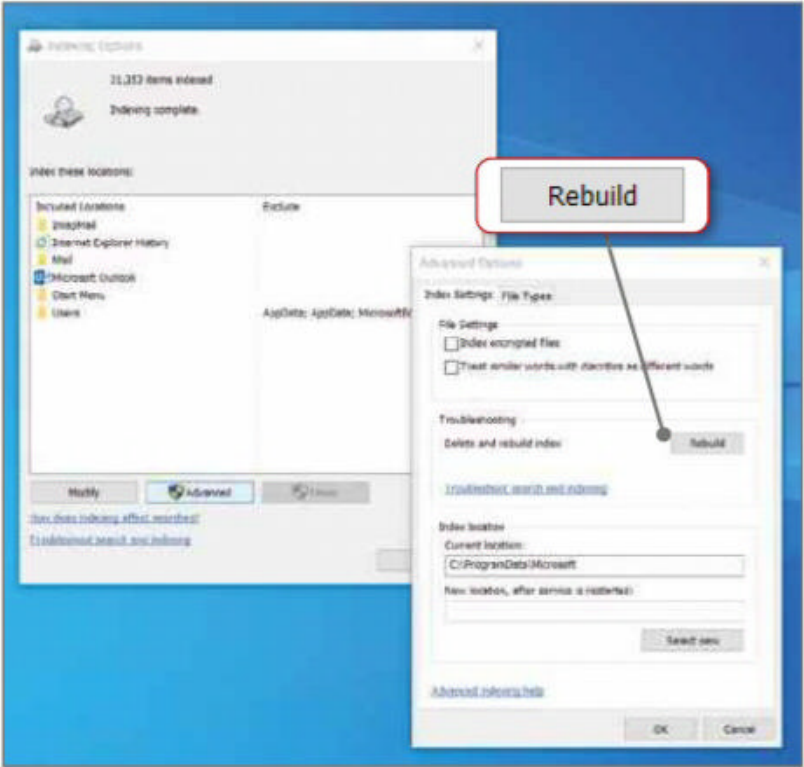 Indexing Options
31,353 items indexed
Indexing complete.
Index these locations:
Included Locations
Exclude
ImapMail
Internet Explorer History
Mail
Microsoft Outlook
Start Menu
Users
AppData; AppData; Microsoft
Modify
Advanced
How does indexing affect searches?
Troubleshoot search and indexing
Rebuild
Advanced Options
Index Settings
File Types
File Settings
Index encrypted files
Treat similar words with diacritics as different words
Troubleshooting
Delete and rebuild index
Rebuild
Troubleshoot search and indexing
Index location
Current location:
C:\ProgramData\Microsoft
New location, after service is restarted:
Select new
Advanced indexing help
OK
Cancel